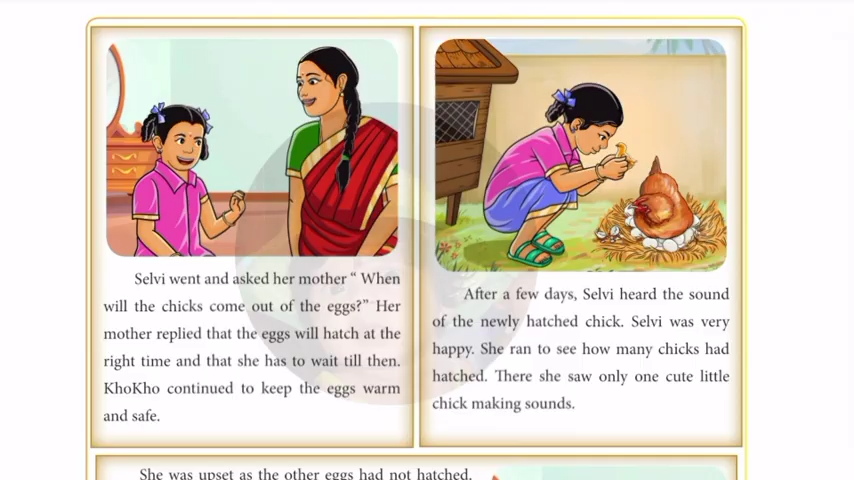 Selvi went and asked her mother “ When
will the chicks come out of the eggs?” Her
mother replied that the eggs will hatch at the
right time and that she has to wait till then.
KhoKho continued to keep the eggs warm
and safe.
After a few days, Selvi heard the sound
of the newly hatched chick. Selvi was very
happy. She ran to see how many chicks had
hatched. There she saw only one cute little
chick making sounds.
She was upset as the other eggs had not hatched.